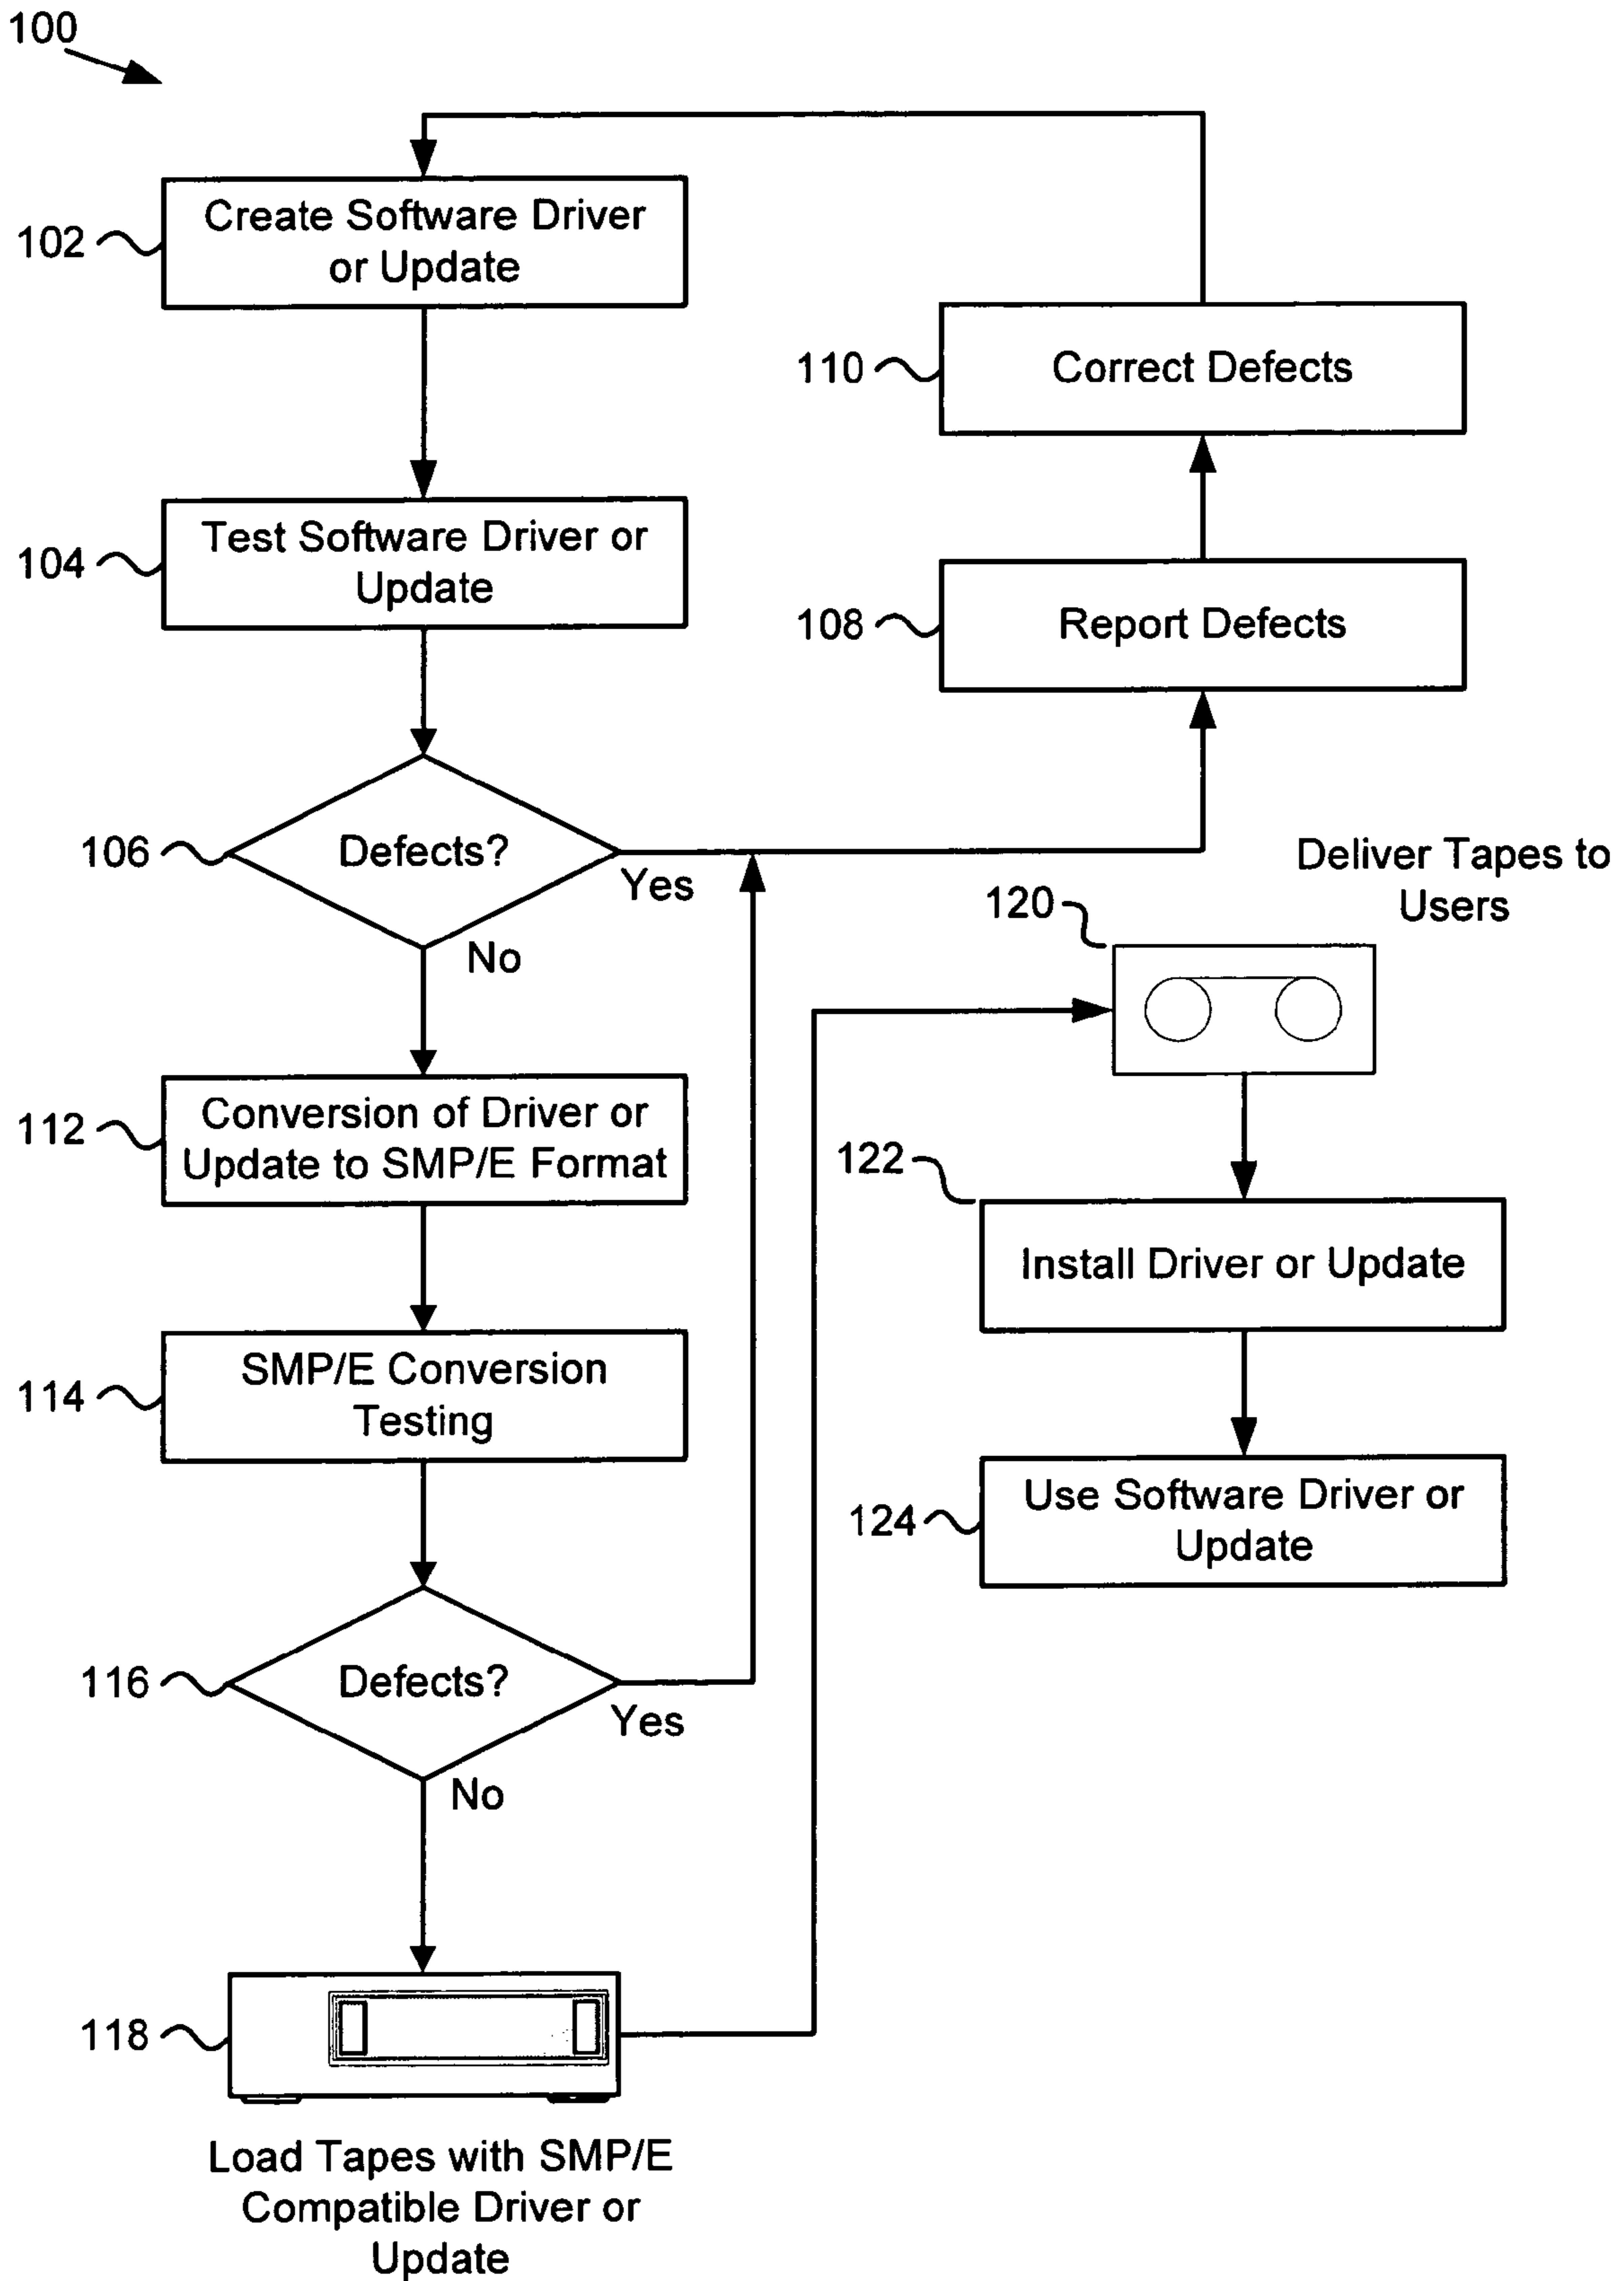 100
102
Create Software Driver
or Update
104
Test Software Driver or
Update
106
Defects?
Yes
No
108
Report Defects
110
Correct Defects
112
Conversion of Driver or
Update to SMP/E Format
114
SMP/E Conversion
Testing
116
Defects?
Yes
No
118
Load Tapes with SMP/E
Compatible Driver or
Update
120
Deliver Tapes to
Users
122
Install Driver or Update
124
Use Software Driver or
Update